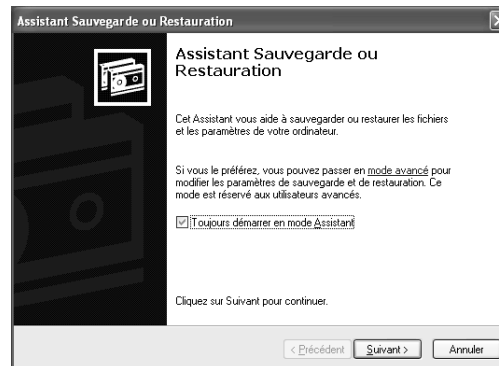 Assistant Sauvegarde ou Restauration
Assistant Sauvegarde ou
Restauration
Cet Assistant vous aide à sauvegarder ou restaurer les fichiers
et les paramètres de votre ordinateur.
Si vous le préférez, vous pouvez passer en mode avancé pour
modifier les paramètres de sauvegarde et de restauration. Ce
mode est réservé aux utilisateurs avancés.
Toujours démarrer en mode Assistant
Cliquez sur Suivant pour continuer.
< Précédent Suivant > Annuler